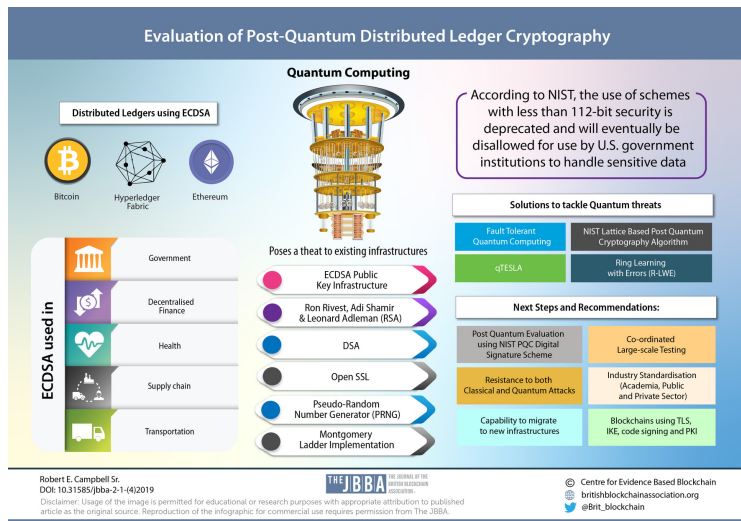 Evaluation of Post-Quantum Distributed Ledger Cryptography
Distributed Ledgers using ECDSA
Bitcoin
Hyperledger
Fabric
Ethereum
ECDSA used in
Government
Decentralised
Finance
Health
Supply chain
Transportation
Quantum Computing
Poses a threat to existing infrastructures
ECDSA Public
Key Infrastructure
Ron Rivest, Adi Shamir
& Leonard Adleman (RSA)
DSA
Open SSL
Pseudo-Random
Number Generator (PRNG)
Montgomery
Ladder Implementation
According to NIST, the use of schemes
with less than 112-bit security is
deprecated and will eventually be
disallowed for use by U.S. government
institutions to handle sensitive data
Solutions to tackle Quantum threats
Fault Tolerant
Quantum Computing
NIST Lattice Based Post Quantum
Cryptography Algorithm
qTESLA
Ring Learning
with Errors (R-LWE)
Next Steps and Recommendations:
Post Quantum Evaluation
using NIST PQC Digital
Signature Scheme
Co-ordinated
Large-scale Testing
Resistance to both
Classical and Quantum Attacks
Industry Standardisation
(Academia, Public
and Private Sector)
Capability to migrate
to new infrastructures
Blockchains using TLS,
IKE, code signing and PKI
Robert E. Campbell Sr.
DOI: 10.31585/jbba-2-1-(4)2019
THE JBBA
THE JOURNAL OF THE
BRITISH BLOCKCHAIN
ASSOCIATION
© Centre for Evidence Based Blockchain
britishblockchainassociation.org
@Brit_blockchain
Disclaimer: Usage of the image is permitted for educational or research purposes with appropriate attribution to published
article as the original source. Reproduction of the infographic for commercial use requires permission from The JBBA.